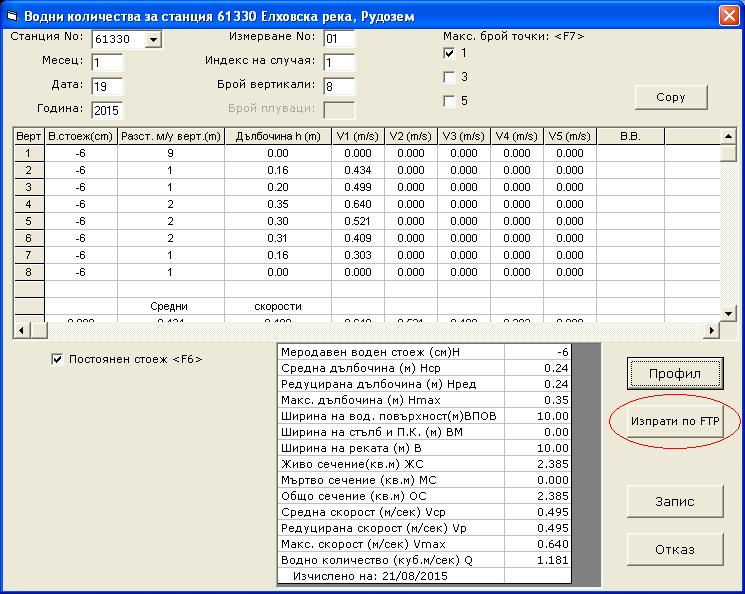 Водни количества за станция 61330 Елховска река, Рудозем
Станция No: 61330 Измерване No: 01 Макс. брой точки: <F7>
Месец: 1 Индекс на случая: 1 1
Дата: 19 Брой вертикали: 8 3
Година: 2015 Брой плуваци: 5
Copy
Верт В.стоеж(cm) Разст. м/у верт.(m) Дълбочина h (m) V1 (m/s) V2 (m/s) V3 (m/s) V4 (m/s) V5 (m/s) В.В.
1 -6 9 0.00 0.000 0.000 0.000 0.000 0.000
2 -6 1 0.16 0.434 0.000 0.000 0.000 0.000
3 -6 1 0.20 0.499 0.000 0.000 0.000 0.000
4 -6 2 0.35 0.640 0.000 0.000 0.000 0.000
5 -6 2 0.30 0.521 0.000 0.000 0.000 0.000
6 -6 2 0.31 0.409 0.000 0.000 0.000 0.000
7 -6 1 0.16 0.303 0.000 0.000 0.000 0.000
8 -6 1 0.00 0.000 0.000 0.000 0.000 0.000
Средни скорости
Постоянен стоеж <F6>
Меродавен воден стоеж (см)H -6
Средна дълбочина (м) Hср 0.24
Редуцирана дълбочина (м) Hред 0.24
Макс. дълбочина (м) Hmax 0.35
Ширина на вод. повърхност(м)ВПОВ 10.00
Ширина на стълб и П.К. (м) ВМ 0.00
Ширина на реката (м) В 10.00
Живо сечение(кв.м) ЖС 2.385
Мъртво сечение (кв.м) МС 0.000
Общо сечение (кв.м) ОС 2.385
Средна скорост (м/сек) Vср 0.495
Редуцирана скорост (м/сек) Vр 0.495
Макс. скорост (м/сек) Vmax 0.640
Водно количество (куб.м/сек) Q 1.181
Изчислено на: 21/08/2015
Профил
Изпрати по FTP
Запис
Отказ